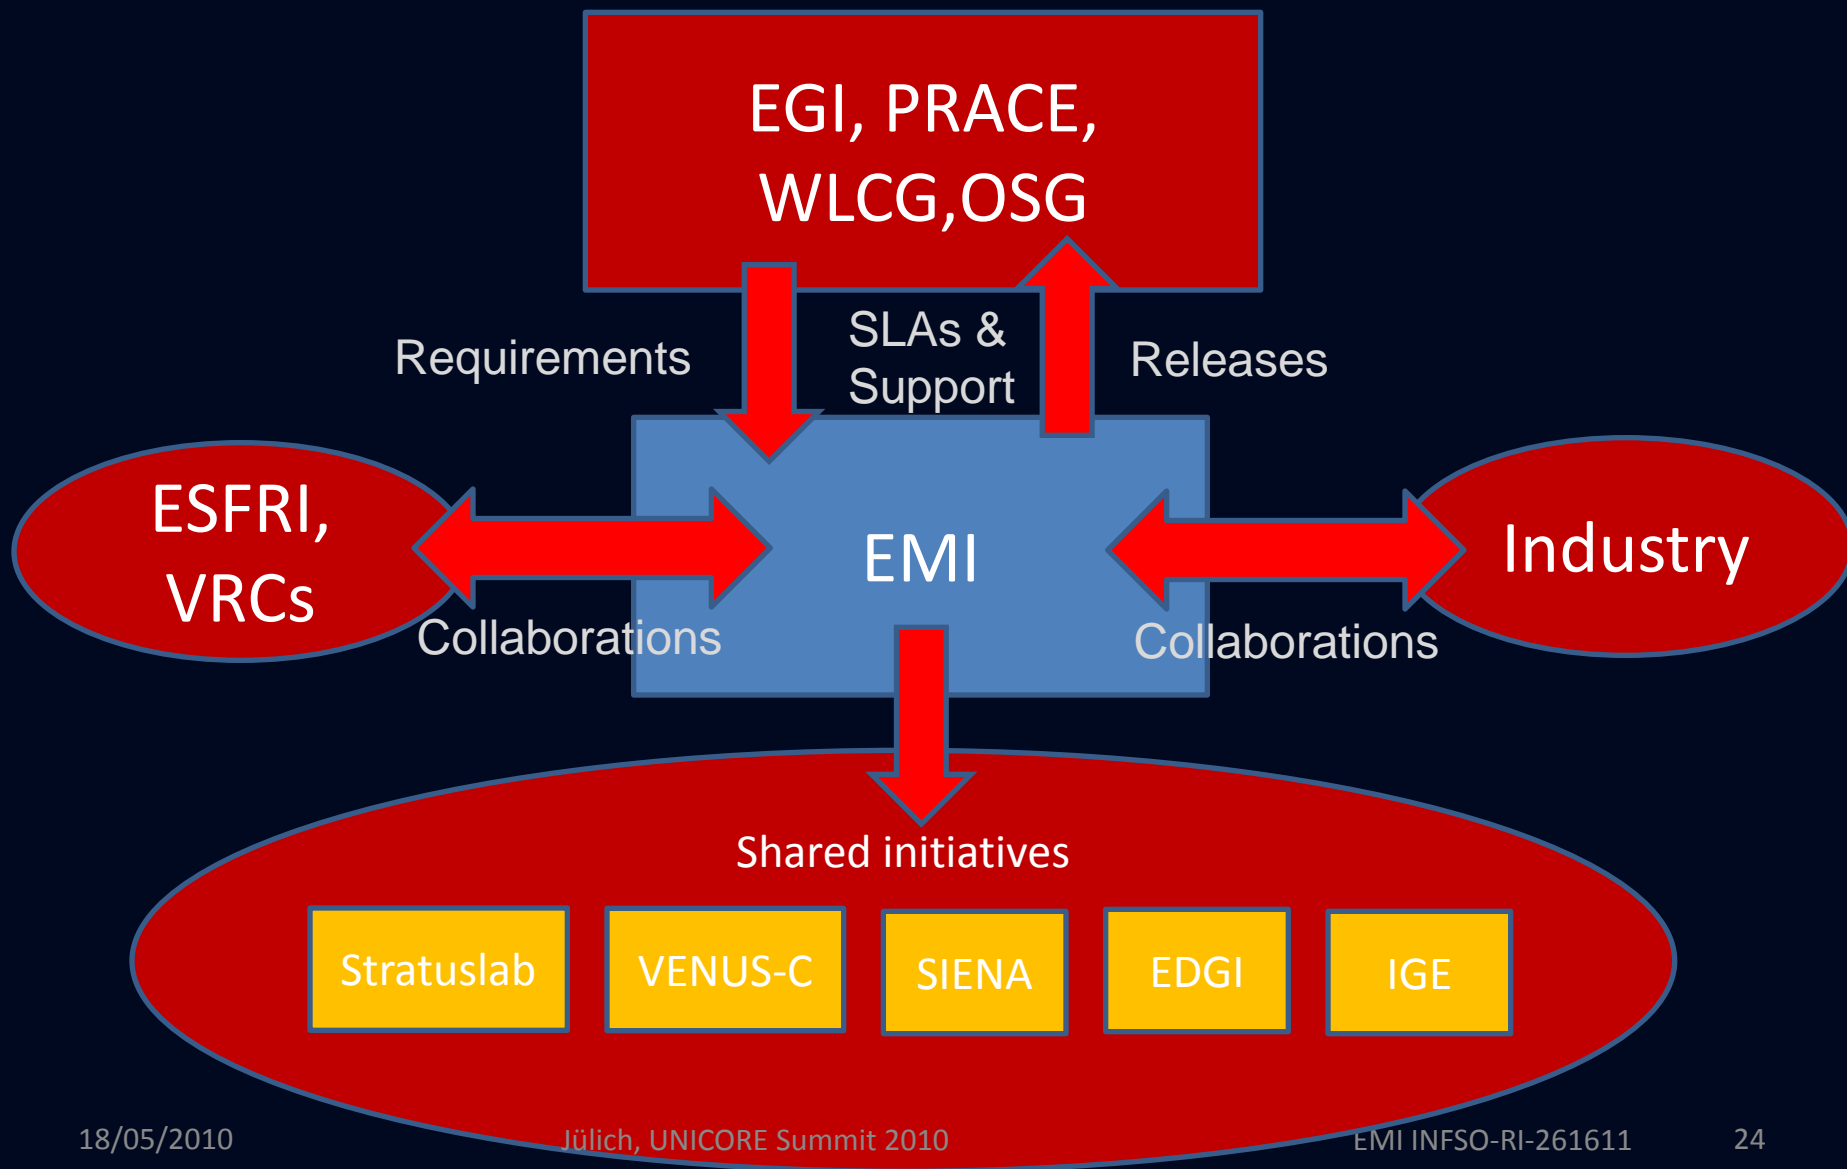 EGI, PRACE,
WLCG,OSG
Requirements
SLAs &
Support
Releases
ESFRI,
VRCs
EMI
Industry
Collaborations
Collaborations
Shared initiatives
Stratuslab
VENUS-C
SIENA
EDGI
IGE
18/05/2010
Jülich, UNICORE Summit 2010
EMI INFSO-RI-261611
24